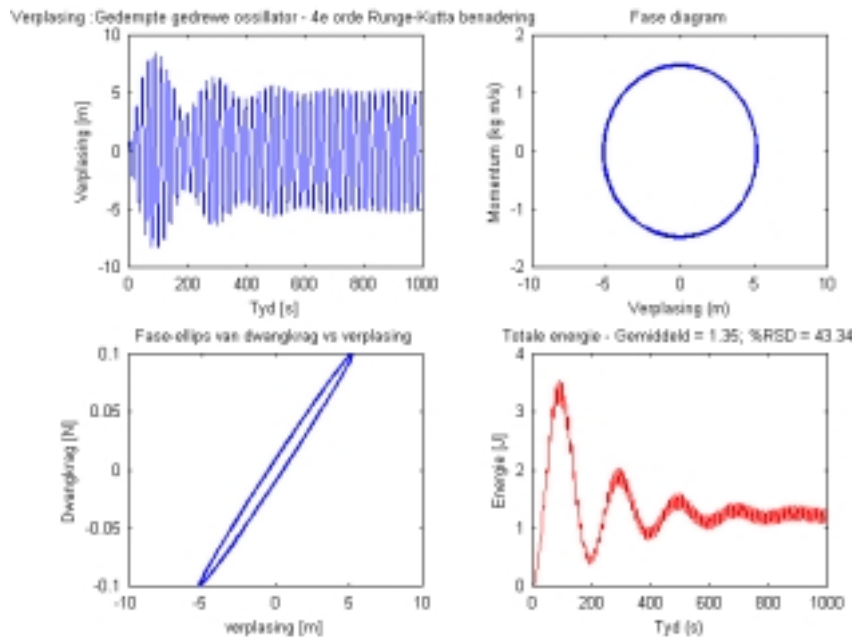 Verplasing :Gedempte gedrewe ossillator - 4e orde Runge-Kutta benadering
Verplasing [m]
10
5
0
-5
-10
0 200 400 600 800 1000
Tyd [s]
Fase diagram
Momentum (kg m/s)
2
1
0
-1
-2
-10 -5 0 5 10
Verplasing (m)
Fase-ellips van dwangkrag vs verplasing
Dwangkrag [N]
0.1
0.05
0
-0.05
-0.1
-10 -5 0 5 10
verplasing [m]
Totale energie - Gemiddeld = 1.35; %RSD = 43.34
Energie [J]
4
3
2
1
0
0 200 400 600 800 1000
Tyd (s)